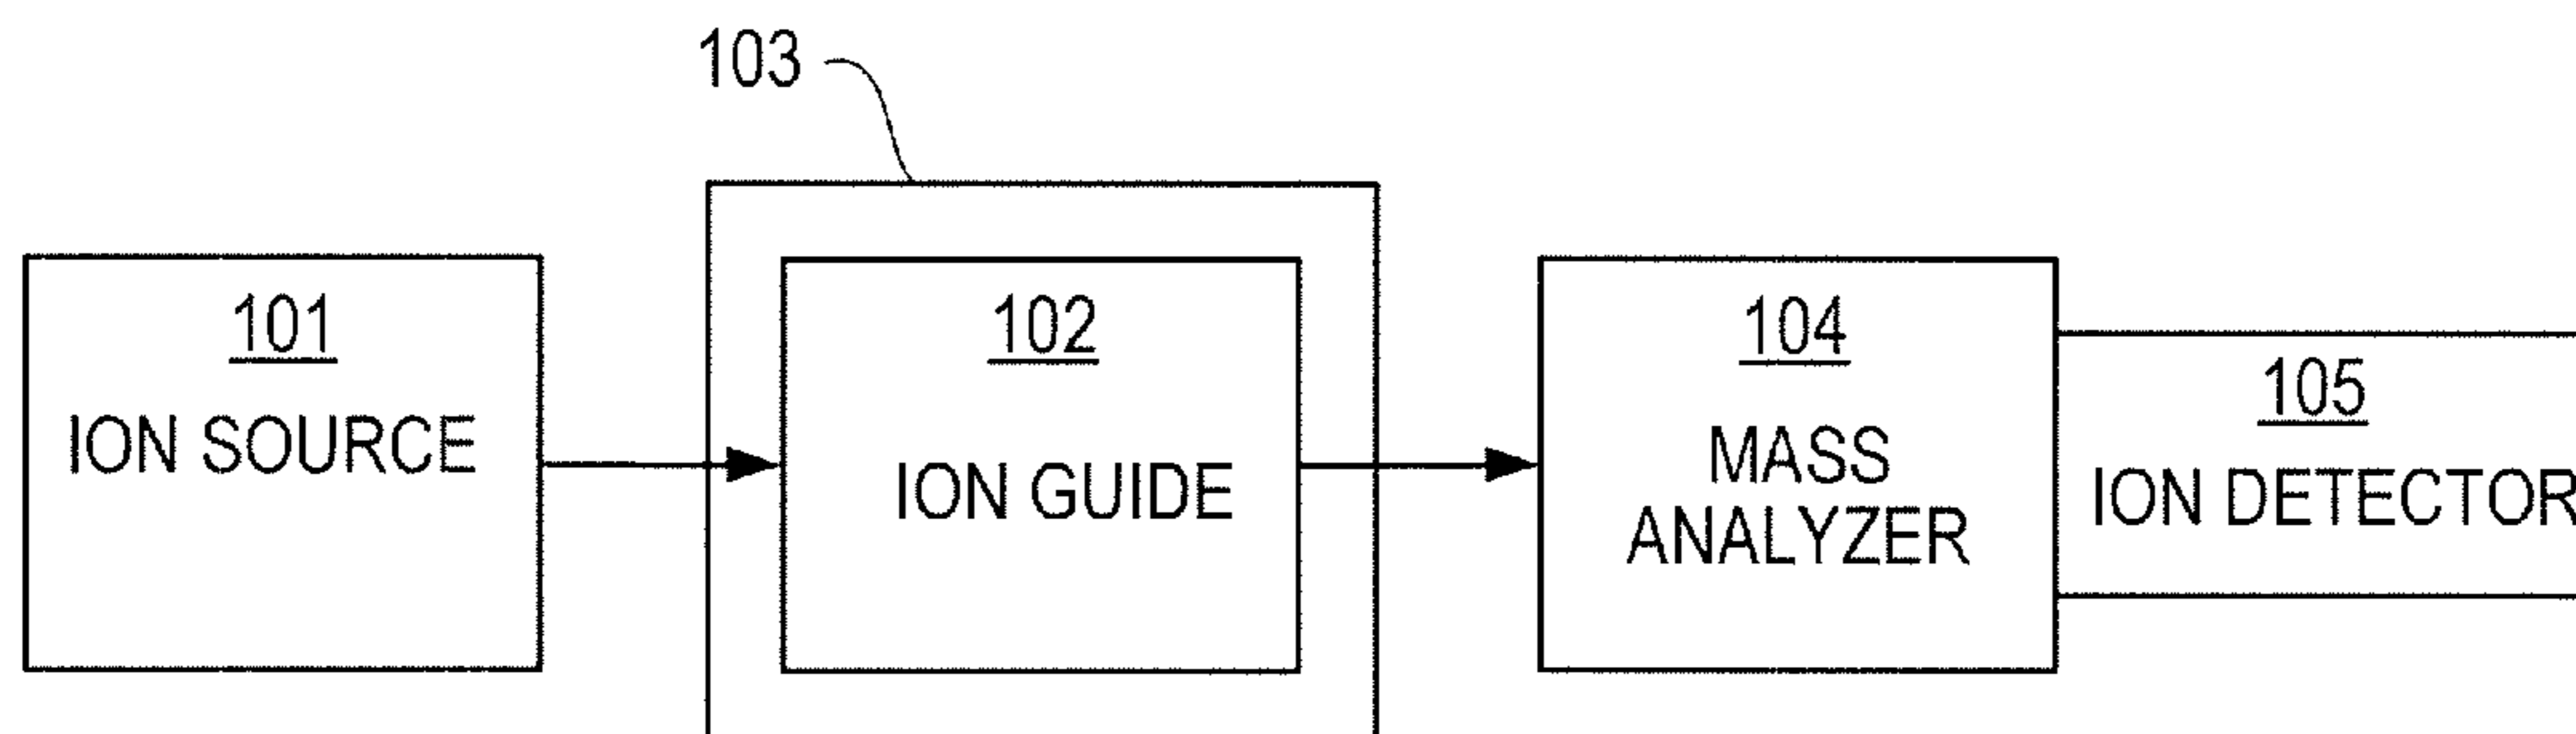 103
101
ION SOURCE
102
ION GUIDE
104
MASS
ANALYZER
105
ION DETECTOR